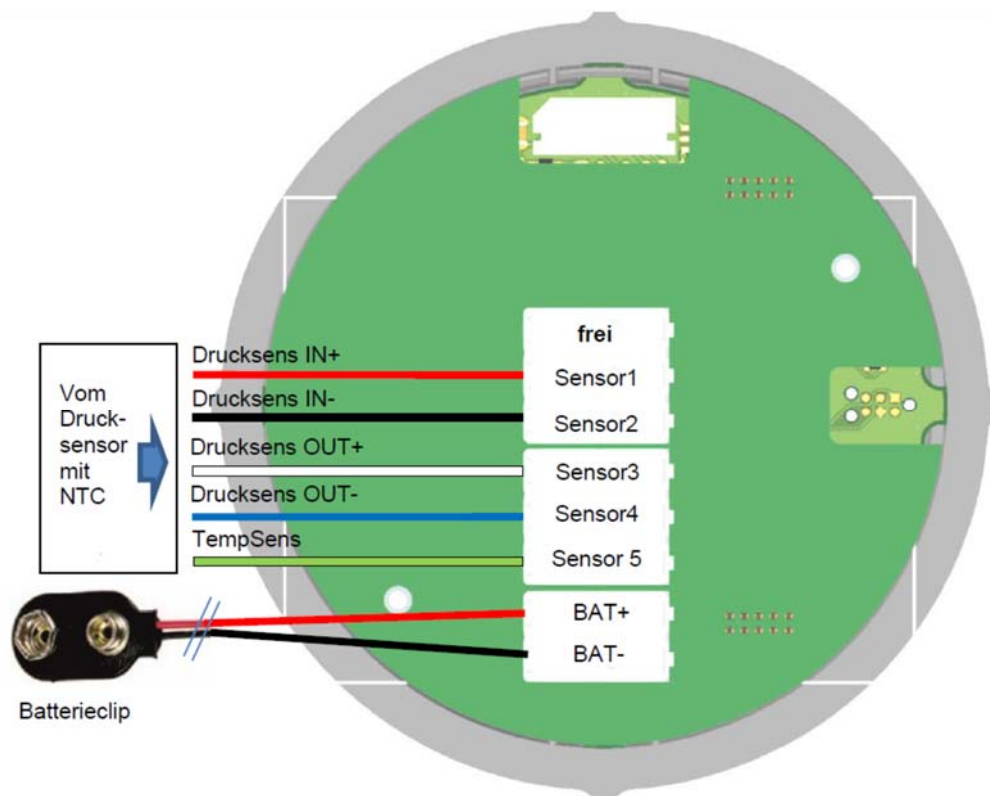 frei
Drucksens IN+
Sensor1
Drucksens IN-
Sensor2
Drucksens OUT+
Sensor3
Drucksens OUT-
Sensor4
TempSens
Sensor 5
Vom
Druck-
sensor
mit
NTC
BAT+
BAT-
Batterieclip